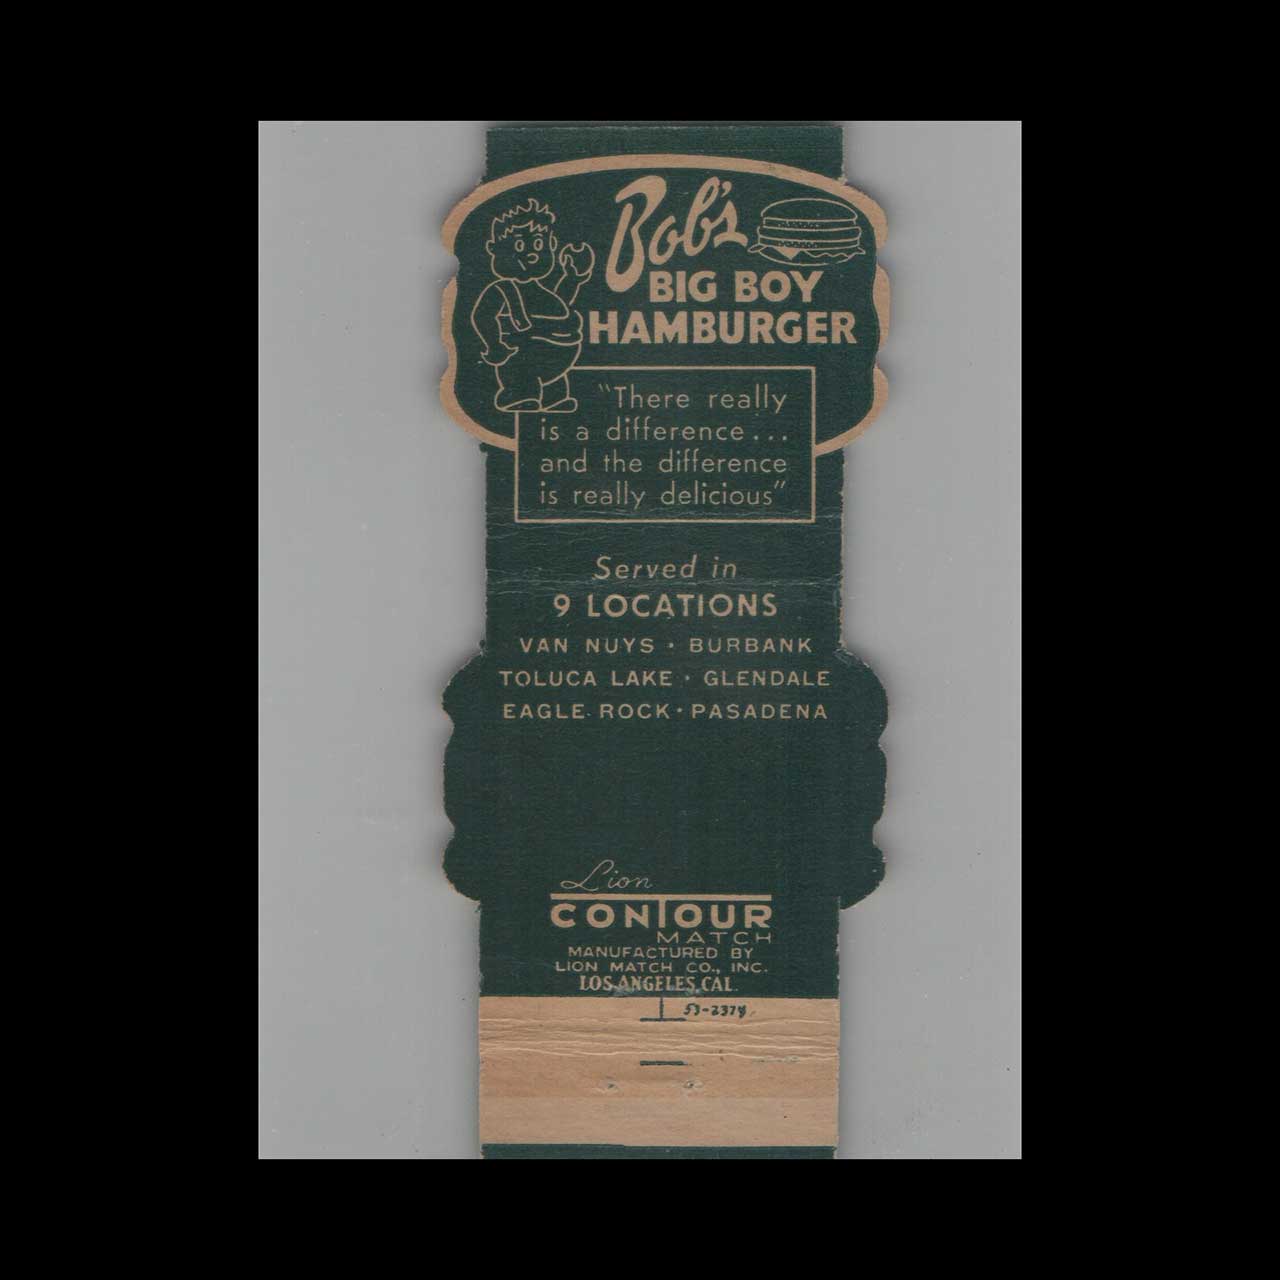 Bob's
BIG BOY
HAMBURGER
"There really
is a difference...
and the difference
is really delicious"
Served in
9 LOCATIONS
VAN NUYS • BURBANK
TOLUCA LAKE • GLENDALE
EAGLE ROCK • PASADENA
Lion
CONTOUR
MATCH
MANUFACTURED BY
LION MATCH CO., INC.
LOS ANGELES, CAL.
53-2374